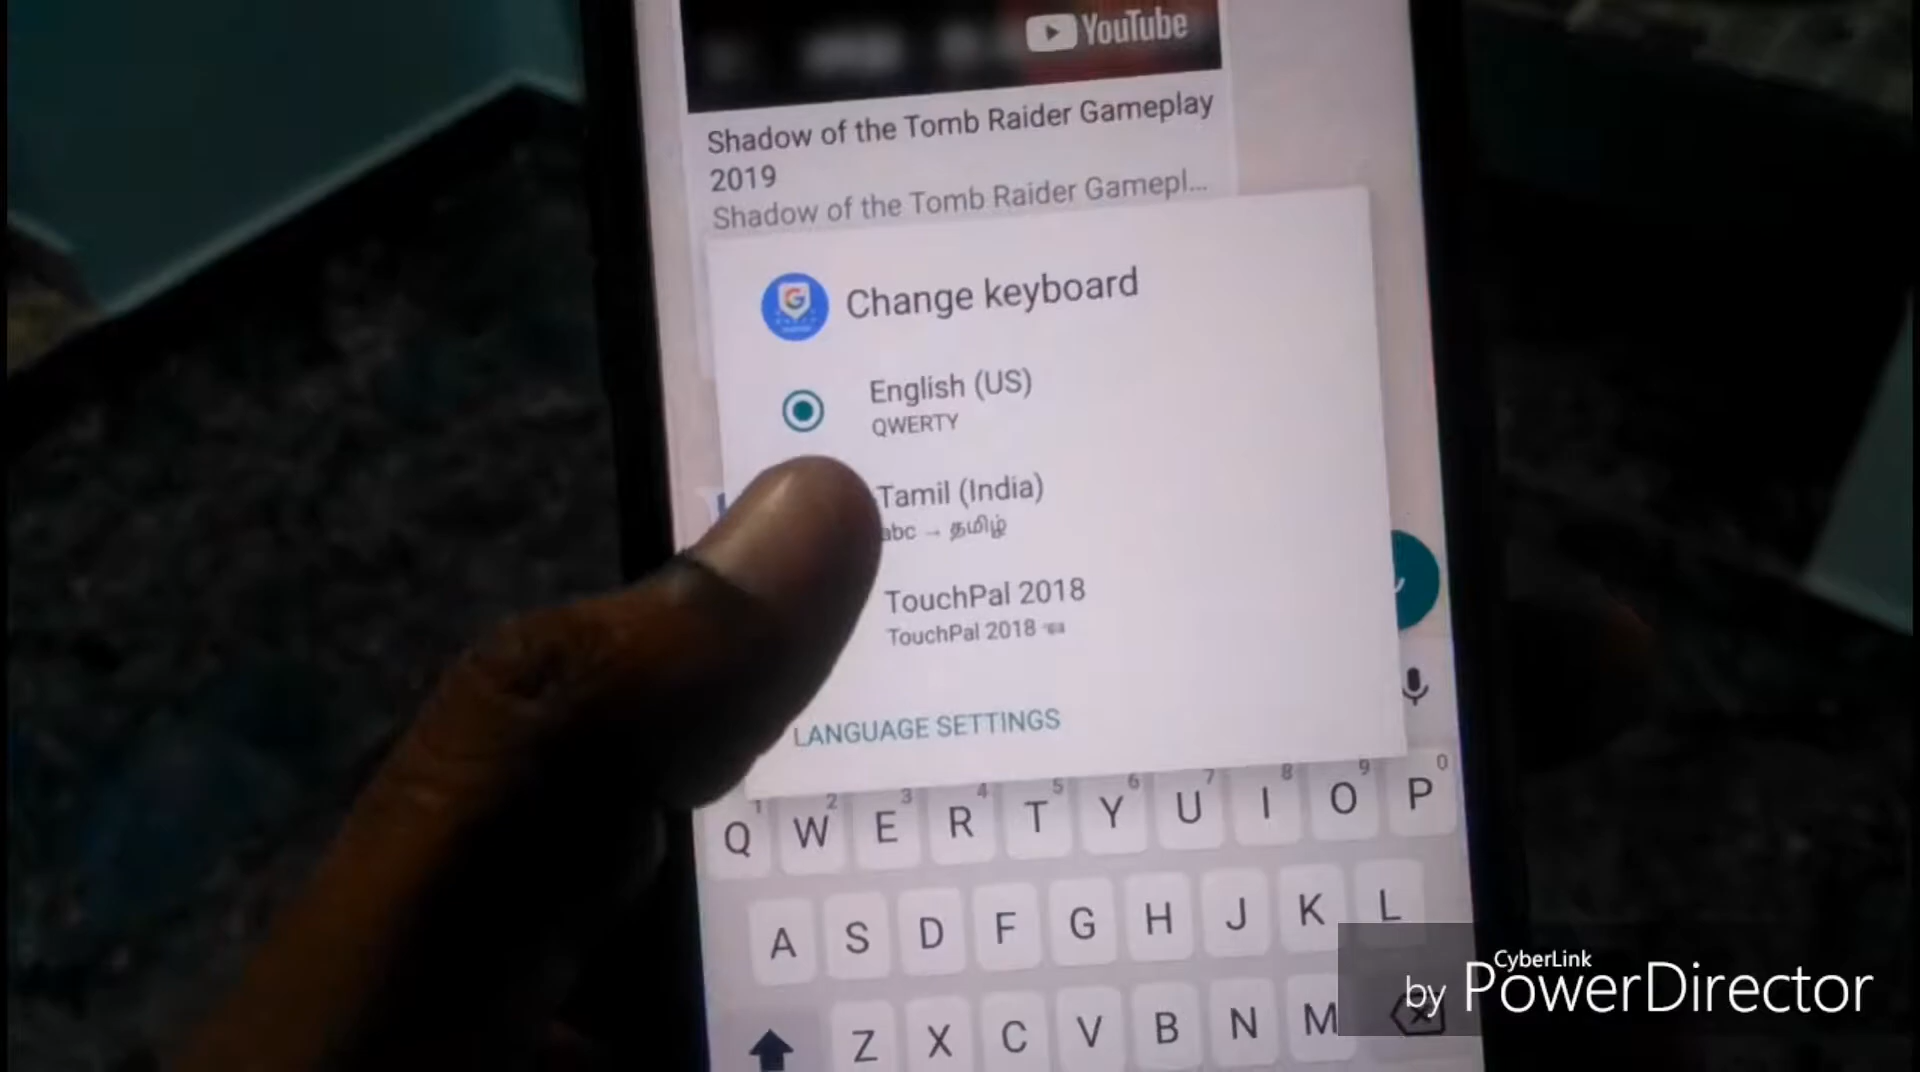 YouTube
Shadow of the Tomb Raider Gameplay
2019
Shadow of the Tomb Raider Gamepl...
Change keyboard
English (US)
QWERTY
Tamil (India)
abc → தமிழ்
TouchPal 2018
TouchPal 2018
LANGUAGE SETTINGS
1 2 3 4 5 6 7 8 9 0
Q W E R T Y U I O P
A S D F G H J K L
Z X C V B N M
CyberLink
by PowerDirector